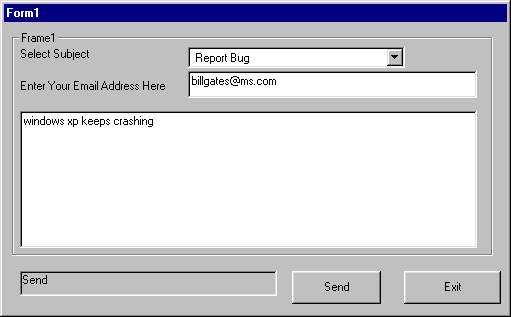 Form1
Frame1
Select Subject
Report Bug
Enter Your Email Address Here
billgates@ms.com
windows xp keeps crashing
Send
Send
Exit